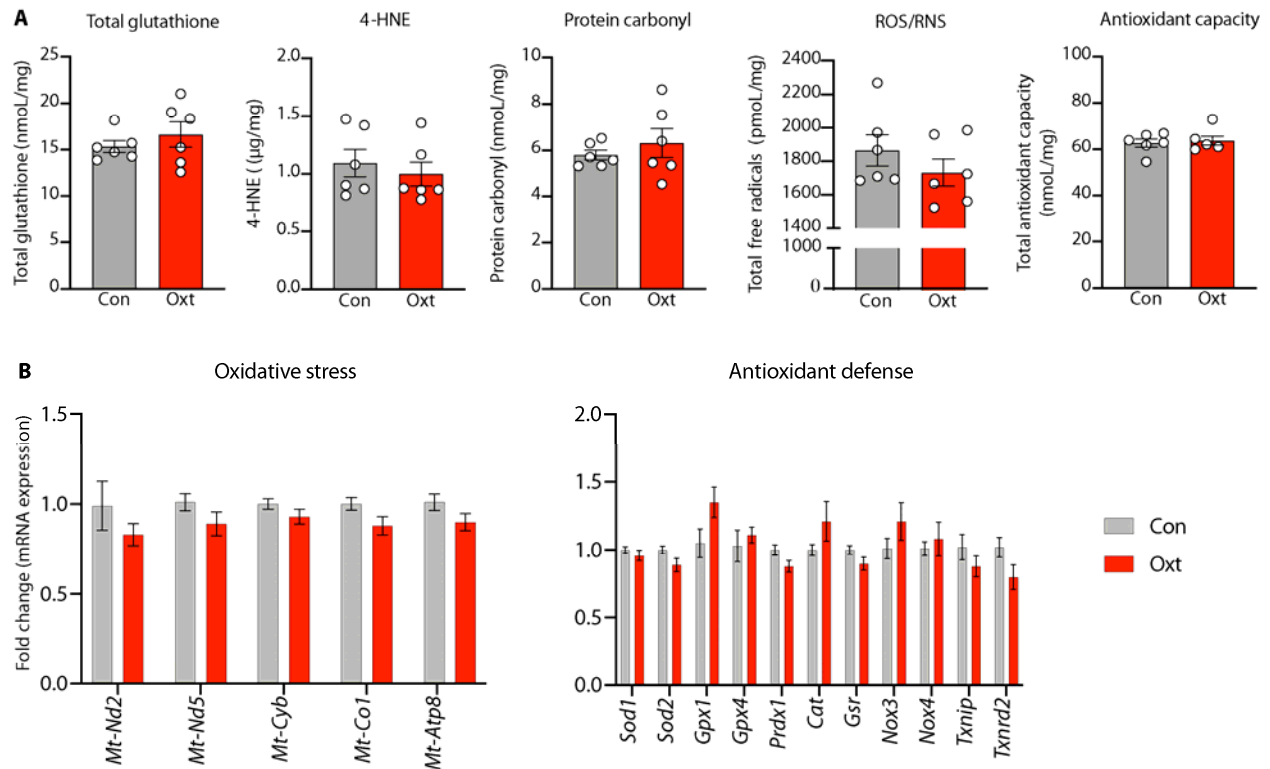 A
Total glutathione
4-HNE
Protein carbonyl
ROS/RNS
Antioxidant capacity
Total glutathione (nmoL/mg)
25
20
15
10
5
0
Con
Oxt
4-HNE ( (µg/mg)
2.0
1.5
1.0
0.5
0.0
Con
Oxt
Protein carbonyl (nmoL/mg)
10
8
6
4
2
0
Con
Oxt
Total free radicals (pmoL/mg)
2400
2200
2000
1800
1600
1400
1000
0
Con
Oxt
Total antioxidant capacity
(nmoL/mg)
100
80
60
40
20
0
Con
Oxt
B
Oxidative stress
Antioxidant defense
Fold change (mRNA expression)
1.5
1.0
0.5
0.0
Mt-Nd2
Mt-Nd5
Mt-Cyb
Mt-Co1
Mt-Atp8
2.0
1.5
1.0
0.5
0.0
Sod1
Sod2
Gpx1
Gpx4
Prdx1
Cat
Gsr
Nox3
Nox4
Txnip
Txnrd2
Con
Oxt